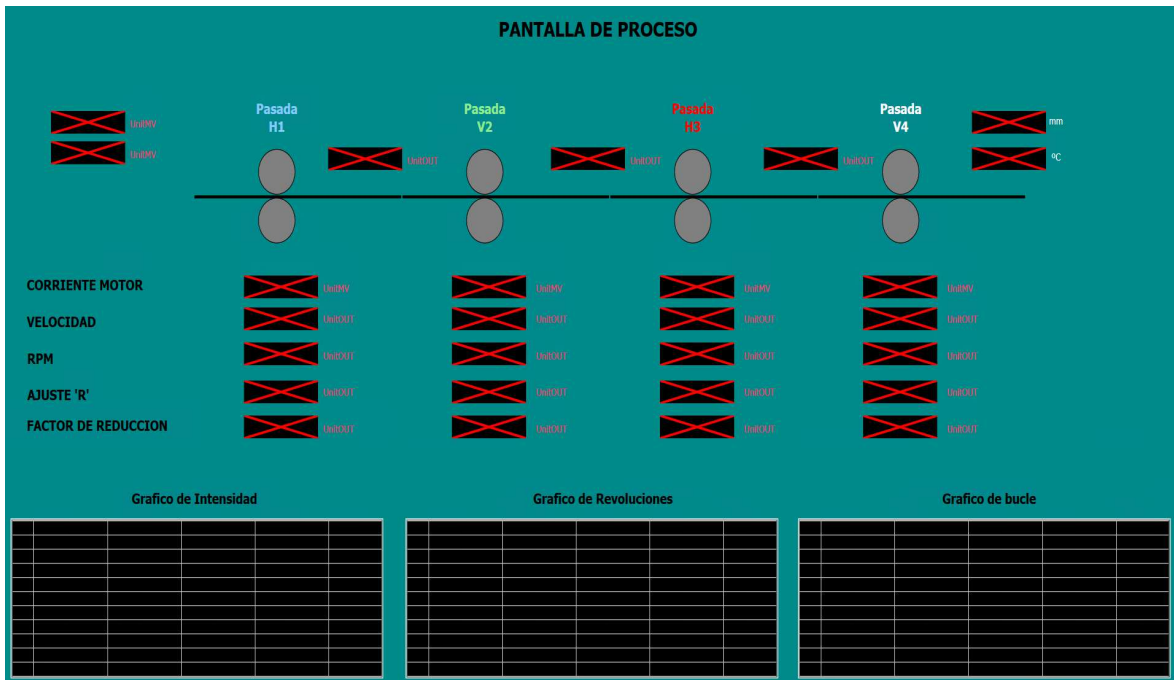 PANTALLA DE PROCESO
Pasada
H1
Pasada
V2
Pasada
H3
Pasada
V4
UnitMV
UnitMV
UnitOUT
UnitOUT
UnitOUT
mm
ºC
CORRIENTE MOTOR
UnitMV
UnitMV
UnitMV
UnitMV
VELOCIDAD
UnitOUT
UnitOUT
UnitOUT
UnitOUT
RPM
UnitOUT
UnitOUT
UnitOUT
UnitOUT
AJUSTE 'R'
UnitOUT
UnitOUT
UnitOUT
UnitOUT
FACTOR DE REDUCCION
UnitOUT
UnitOUT
UnitOUT
UnitOUT
Grafico de Intensidad
Grafico de Revoluciones
Grafico de bucle